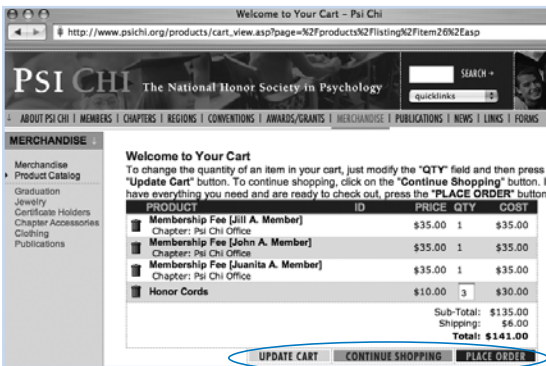 Welcome to Your Cart - Psi Chi
http://www.psichi.org/products/cart_view.asp?page=%2Fproducts%2Flisting%2Fitem26%2Easp
PSI CHI The National Honor Society in Psychology
SEARCH
quicklinks
ABOUT PSI CHI | MEMBERS | CHAPTERS | REGIONS | CONVENTIONS | AWARDS/GRANTS | MERCHANDISE | PUBLICATIONS | NEWS | LINKS | FORMS
MERCHANDISE
Merchandise
Product Catalog
Graduation
Jewelry
Certificate Holders
Chapter Accessories
Clothing
Publications
Welcome to Your Cart
To change the quantity of an item in your cart, just modify the "QTY" field and then press
"Update Cart" button. To continue shopping, click on the "Continue Shopping" button.
have everything you need and are ready to check out, press the "PLACE ORDER" button
PRODUCT ID PRICE QTY COST
Membership Fee [Jill A. Member] $35.00 1 $35.00
Chapter: Psi Chi Office
Membership Fee [John A. Member] $35.00 1 $35.00
Chapter: Psi Chi Office
Membership Fee [Juanita A. Member] $35.00 1 $35.00
Chapter: Psi Chi Office
Honor Cords $10.00 3 $30.00
Sub-Total: $135.00
Shipping: $6.00
Total: $141.00
UPDATE CART CONTINUE SHOPPING PLACE ORDER